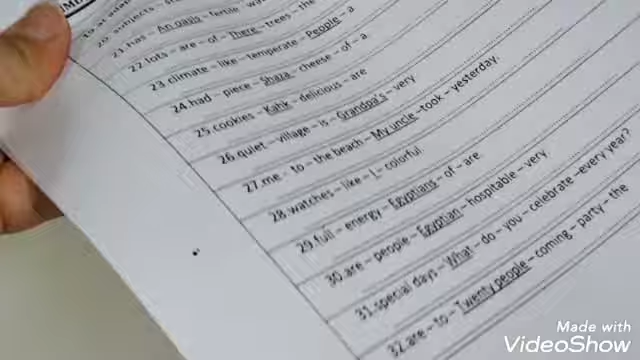 20. subjects –
21. has – An oasis – fertile –
22. lots – are – of – There – trees – the
23. climate – like – temperate – People – a
24. had – piece – Shaza – cheese – of – a
25. cookies – Kahk – delicious – are
26. quiet – village – is – Grandpa's – very
27. me – to – the beach – My uncle – took – yesterday.
28. watches – like – I – colorful.
29. full – energy – Egyptians – of – are
30. are – people – Egyptian – hospitable – very
31. special days – What – do – you – celebrate – every year?
32. are – to – Twenty people – coming – party – the
Made with
VideoShow